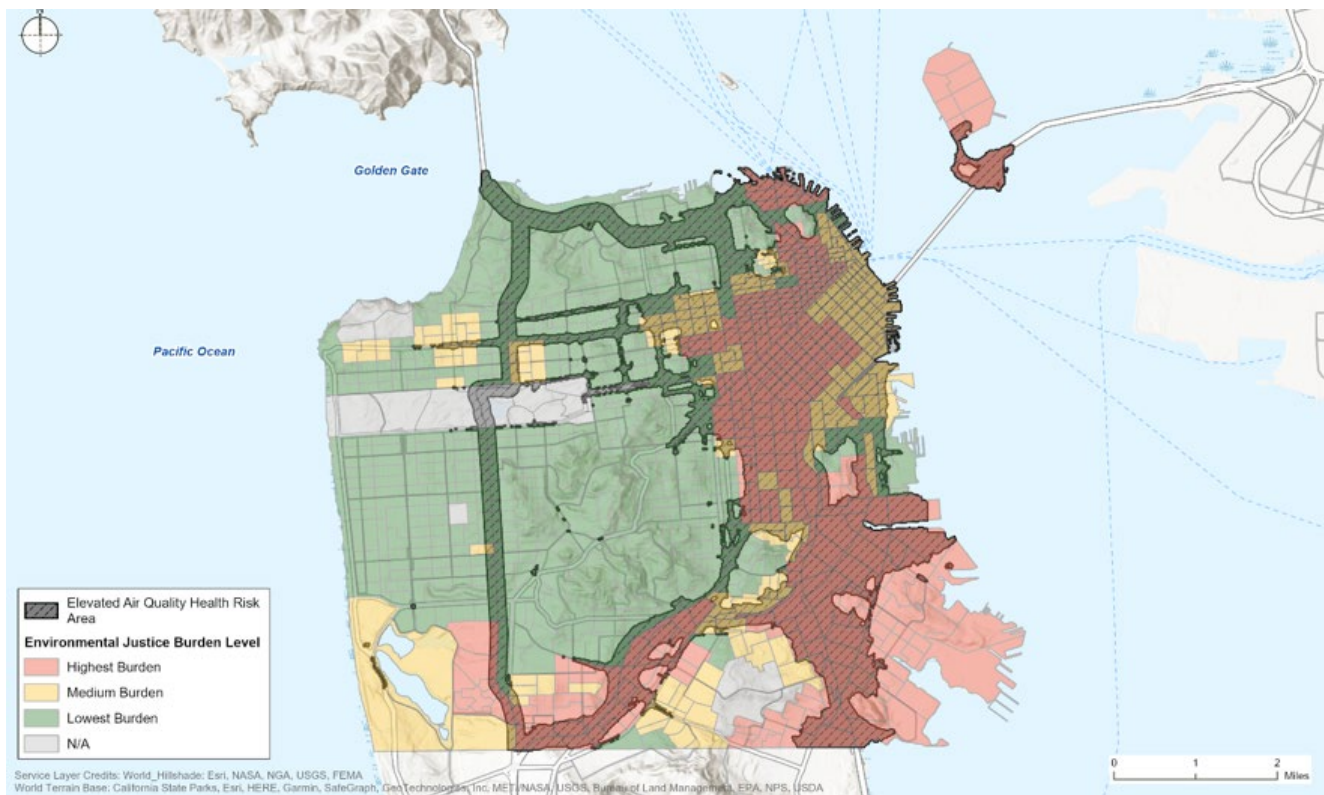 N
Golden Gate
Pacific Ocean
Elevated Air Quality Health Risk
Area
Environmental Justice Burden Level
Highest Burden
Medium Burden
Lowest Burden
N/A
0 1 2
Miles
Service Layer Credits: World_Hillshade: Esri, NASA, NGA, USGS, FEMA
World Terrain Base: California State Parks, Esri, HERE, Garmin, SafeGraph, GeoTechnologies, Inc, METI/NASA, USGS, Bureau of Land Management, EPA, NPS, USDA